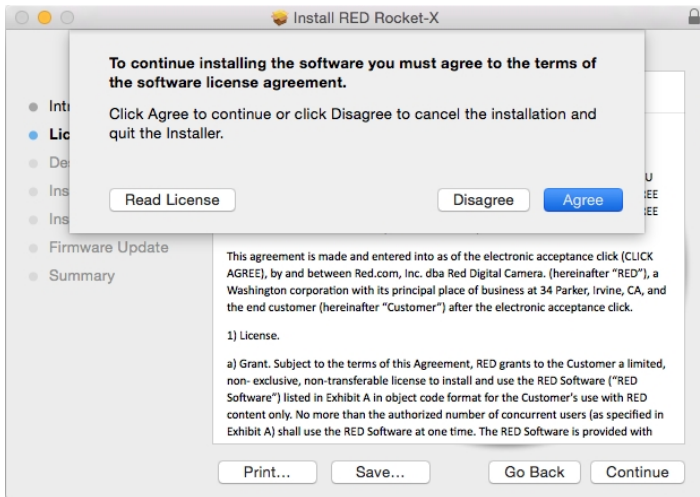 Install RED Rocket-X
To continue installing the software you must agree to the terms of
the software license agreement.
Click Agree to continue or click Disagree to cancel the installation and
quit the Installer.
Read License
Disagree
Agree
Int
Lic
De
Ins
Ins
Firmware Update
Summary
U
EE
EE
This agreement is made and entered into as of the electronic acceptance click (CLICK
AGREE), by and between Red.com, Inc. dba Red Digital Camera. (hereinafter “RED”), a
Washington corporation with its principal place of business at 34 Parker, Irvine, CA, and
the end customer (hereinafter “Customer”) after the electronic acceptance click.
1) License.
a) Grant. Subject to the terms of this Agreement, RED grants to the Customer a limited,
non- exclusive, non-transferable license to install and use the RED Software (“RED
Software”) listed in Exhibit A in object code format for the Customer’s use with RED
content only. No more than the authorized number of concurrent users (as specified in
Exhibit A) shall use the RED Software at one time. The RED Software is provided with
Print...
Save...
Go Back
Continue